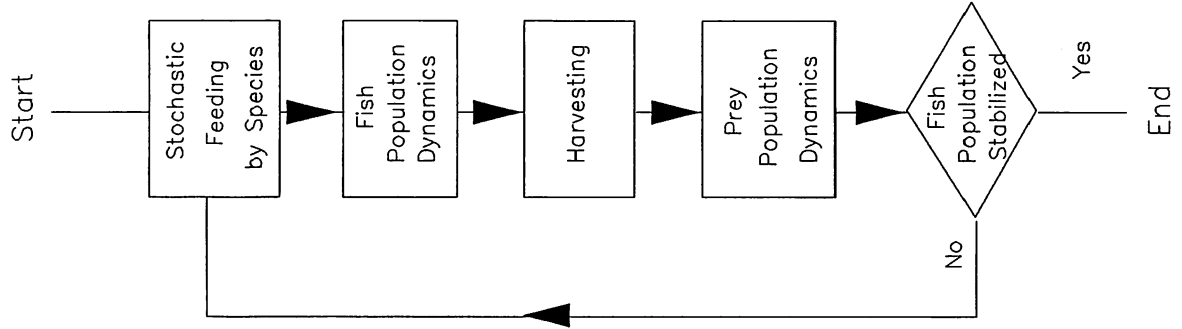 Start
Stochastic
Feeding
by Species
Fish
Population
Dynamics
Harvesting
Prey
Population
Dynamics
Fish
Population
Stabilized
Yes
No
End